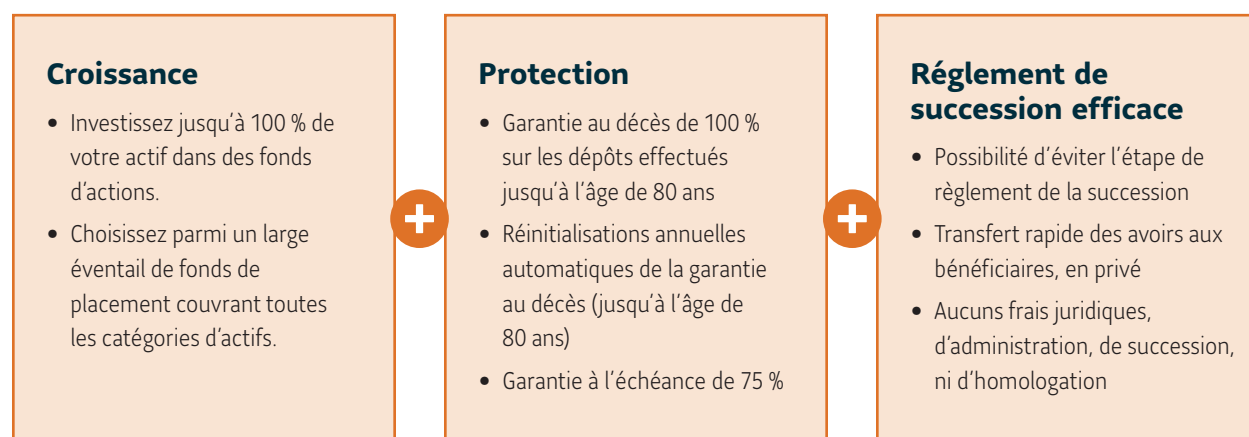 Croissance
• Investissez jusqu’à 100 % de
votre actif dans des fonds
d’actions.
• Choisissez parmi un large
éventail de fonds de
placement couvrant toutes
les catégories d’actifs.
Protection
• Garantie au décès de 100 %
sur les dépôts effectués
jusqu’à l’âge de 80 ans
• Réinitialisations annuelles
automatiques de la garantie
au décès (jusqu’à l’âge de
80 ans)
• Garantie à l’échéance de 75 %
Réglement de
succession efficace
• Possibilité d’éviter l’étape de
règlement de la succession
• Transfert rapide des avoirs aux
bénéficiaires, en privé
• Aucuns frais juridiques,
d’administration, de succession,
ni d’homologation